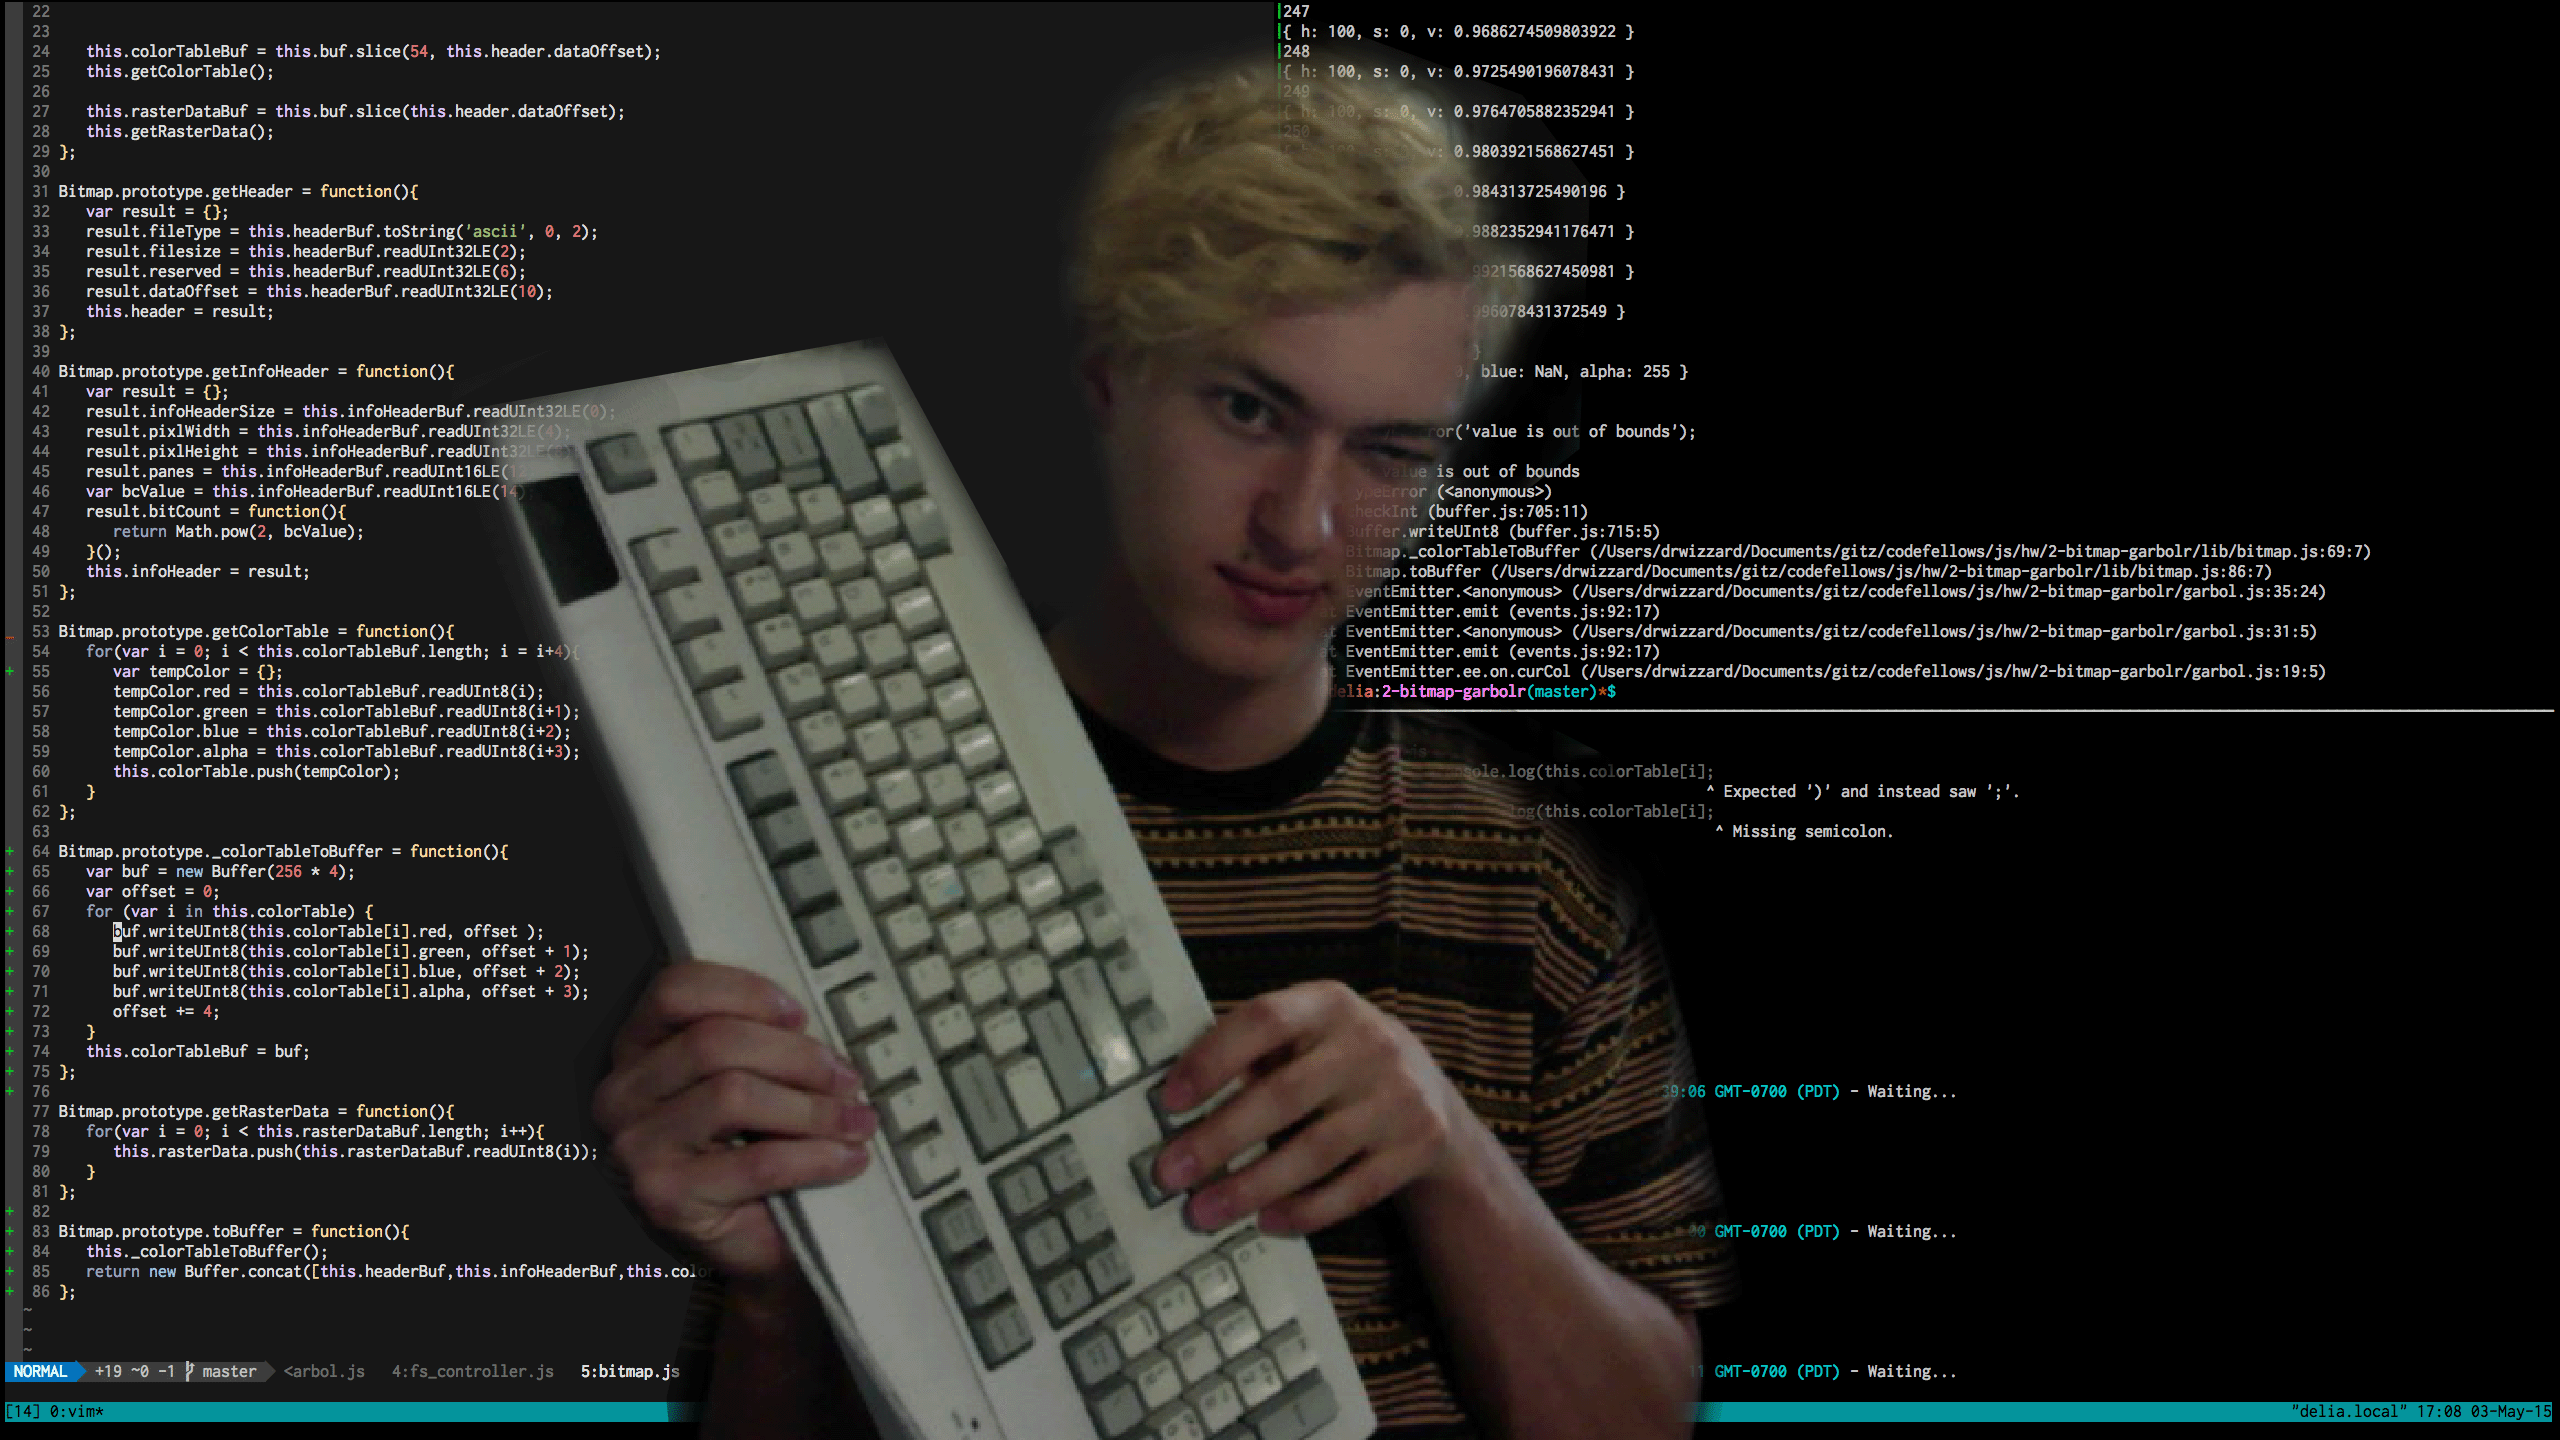 22
23
24 this.colorTableBuf = this.buf.slice(54, this.header.dataOffset);
25 this.getColorTable();
26
27 this.rasterDataBuf = this.buf.slice(this.header.dataOffset);
28 this.getRasterData();
29 };
30
31 Bitmap.prototype.getHeader = function(){
32 var result = {};
33 result.fileType = this.headerBuf.toString('ascii', 0, 2);
34 result.filesize = this.headerBuf.readUInt32LE(2);
35 result.reserved = this.headerBuf.readUInt32LE(6);
36 result.dataOffset = this.headerBuf.readUInt32LE(10);
37 this.header = result;
38 };
39
40 Bitmap.prototype.getInfoHeader = function(){
41 var result = {};
42 result.infoHeaderSize = this.infoHeaderBuf.readUInt32LE(0);
43 result.pixlWidth = this.infoHeaderBuf.readUInt32LE(4);
44 result.pixlHeight = this.infoHeaderBuf.readUInt32LE(
45 result.panes = this.infoHeaderBuf.readUInt16LE(12
46 var bcValue = this.infoHeaderBuf.readUInt16LE(14)
47 result.bitCount = function(){
48 return Math.pow(2, bcValue);
49 }();
50 this.infoHeader = result;
51 };
52
53 Bitmap.prototype.getColorTable = function(){
54 for(var i = 0; i < this.colorTableBuf.length; i = i+4){
+ 55 var tempColor = {};
56 tempColor.red = this.colorTableBuf.readUInt8(i);
57 tempColor.green = this.colorTableBuf.readUInt8(i+1);
58 tempColor.blue = this.colorTableBuf.readUInt8(i+2);
59 tempColor.alpha = this.colorTableBuf.readUInt8(i+3);
60 this.colorTable.push(tempColor);
61 }
62 };
63
+ 64 Bitmap.prototype._colorTableToBuffer = function(){
+ 65 var buf = new Buffer(256 * 4);
+ 66 var offset = 0;
+ 67 for (var i in this.colorTable) {
+ 68 buf.writeUInt8(this.colorTable[i].red, offset );
+ 69 buf.writeUInt8(this.colorTable[i].green, offset + 1);
+ 70 buf.writeUInt8(this.colorTable[i].blue, offset + 2);
+ 71 buf.writeUInt8(this.colorTable[i].alpha, offset + 3);
+ 72 offset += 4;
+ 73 }
+ 74 this.colorTableBuf = buf;
+ 75 };
+ 76
77 Bitmap.prototype.getRasterData = function(){
78 for(var i = 0; i < this.rasterDataBuf.length; i++){
79 this.rasterData.push(this.rasterDataBuf.readUInt8(i));
80 }
81 };
+ 82
+ 83 Bitmap.prototype.toBuffer = function(){
+ 84 this._colorTableToBuffer();
+ 85 return new Buffer.concat([this.headerBuf,this.infoHeaderBuf,this.color
+ 86 };
~
~
~
NORMAL +19 ~0 -1 master <arbol.js 4:fs_controller.js 5:bitmap.js
[14] 0:vim*
247
{ h: 100, s: 0, v: 0.9686274509803922 }
248
{ h: 100, s: 0, v: 0.9725490196078431 }
249
{ h: 100, s: 0, v: 0.9764705882352941 }
250
v: 0.9803921568627451 }
0.984313725490196 }
.9882352941176471 }
.9921568627450981 }
.996078431372549 }
}
, blue: NaN, alpha: 255 }
ror('value is out of bounds');
value is out of bounds
TypeError (<anonymous>)
checkInt (buffer.js:705:11)
Buffer.writeUInt8 (buffer.js:715:5)
Bitmap._colorTableToBuffer (/Users/drwizzard/Documents/gitz/codefellows/js/hw/2-bitmap-garbolr/lib/bitmap.js:69:7)
Bitmap.toBuffer (/Users/drwizzard/Documents/gitz/codefellows/js/hw/2-bitmap-garbolr/lib/bitmap.js:86:7)
EventEmitter.<anonymous> (/Users/drwizzard/Documents/gitz/codefellows/js/hw/2-bitmap-garbolr/garbol.js:35:24)
at EventEmitter.emit (events.js:92:17)
at EventEmitter.<anonymous> (/Users/drwizzard/Documents/gitz/codefellows/js/hw/2-bitmap-garbolr/garbol.js:31:5)
at EventEmitter.emit (events.js:92:17)
at EventEmitter.ee.on.curCol (/Users/drwizzard/Documents/gitz/codefellows/js/hw/2-bitmap-garbolr/garbol.js:19:5)
delia:2-bitmap-garbolr(master)*$
console.log(this.colorTable[i];
^ Expected ')' and instead saw ';'.
log(this.colorTable[i];
^ Missing semicolon.
39:06 GMT-0700 (PDT) - Waiting...
00 GMT-0700 (PDT) - Waiting...
11 GMT-0700 (PDT) - Waiting...
"delia.local" 17:08 03-May-15